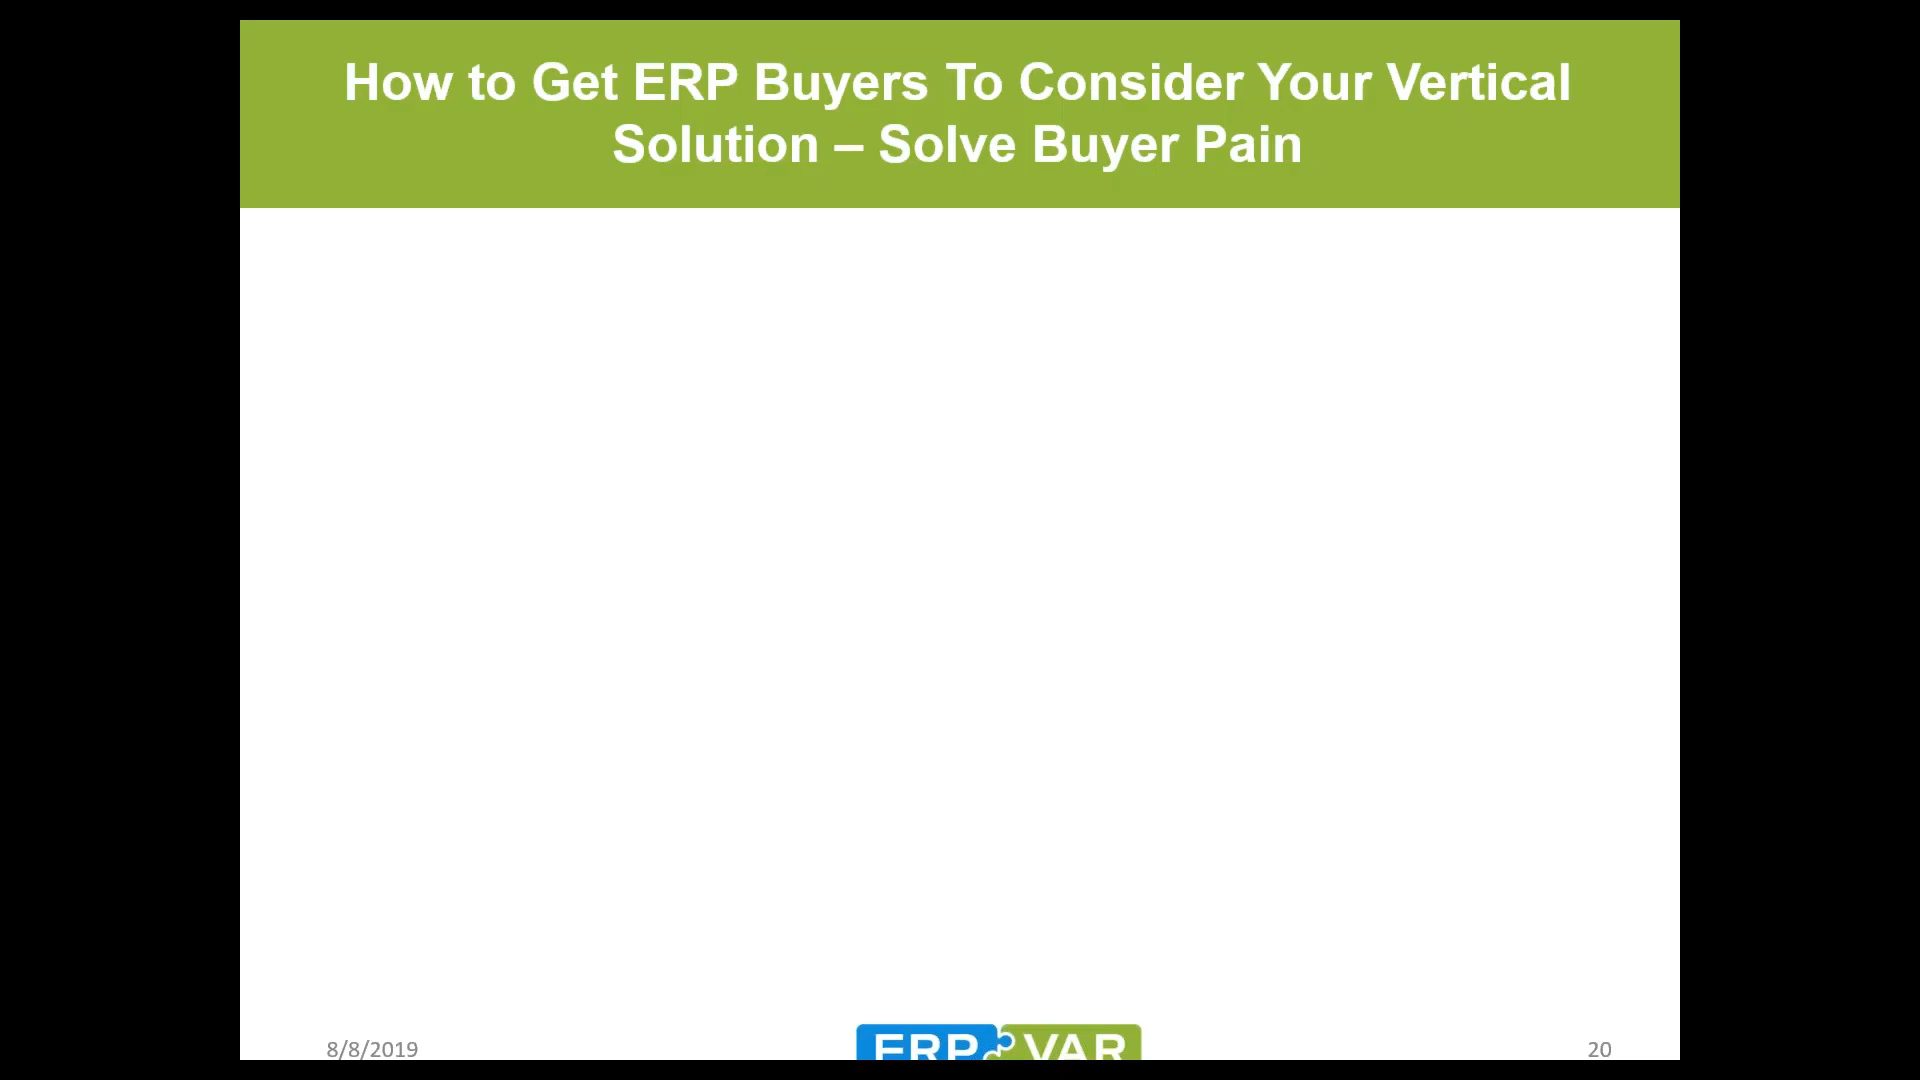 How to Get ERP Buyers To Consider Your Vertical
Solution – Solve Buyer Pain
8/8/2019
ERP VAR
20